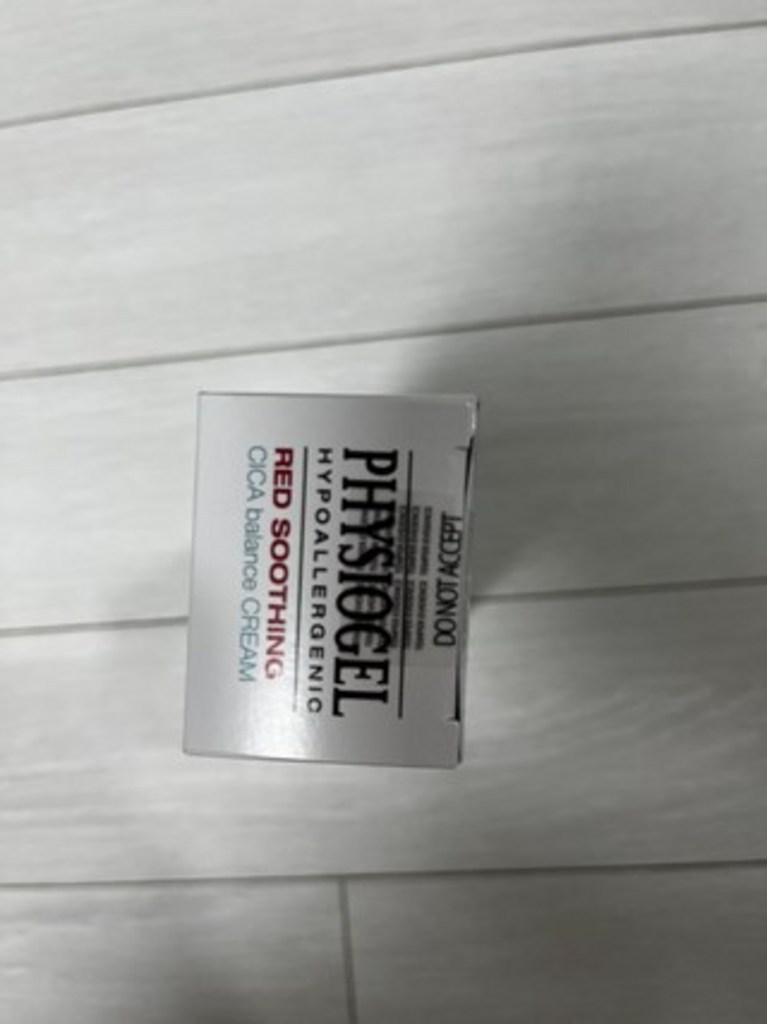 DO NOT ACCEPT
PHYSIOGEL
HYPOALLERGENIC
RED SOOTHING
CICA balance CREAM